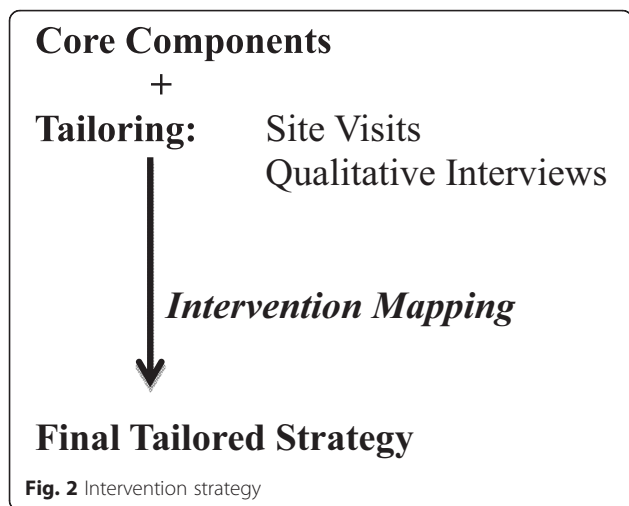 Core Components
+
Tailoring: Site Visits
Qualitative Interviews
Intervention Mapping
Final Tailored Strategy
Fig. 2 Intervention strategy